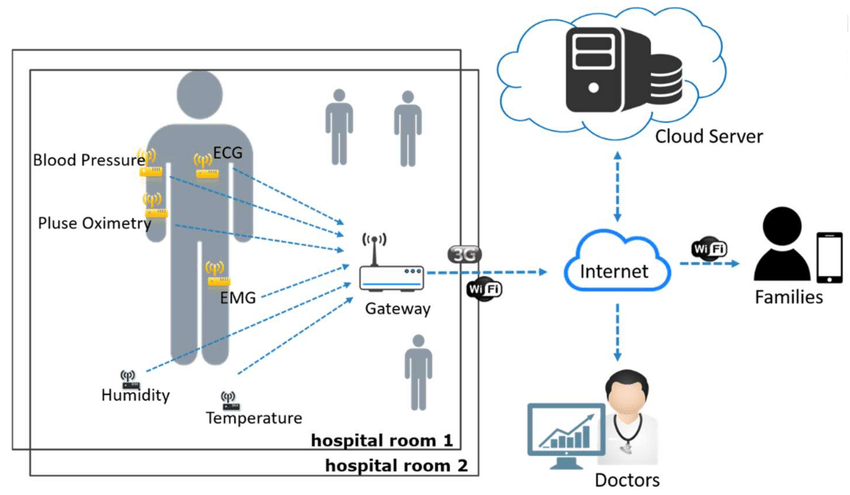 Cloud Server
Blood Pressure
ECG
Pluse Oximetry
3G
WiFi
WiFi
Internet
EMG
Gateway
Families
Humidity
Temperature
hospital room 1
hospital room 2
Doctors